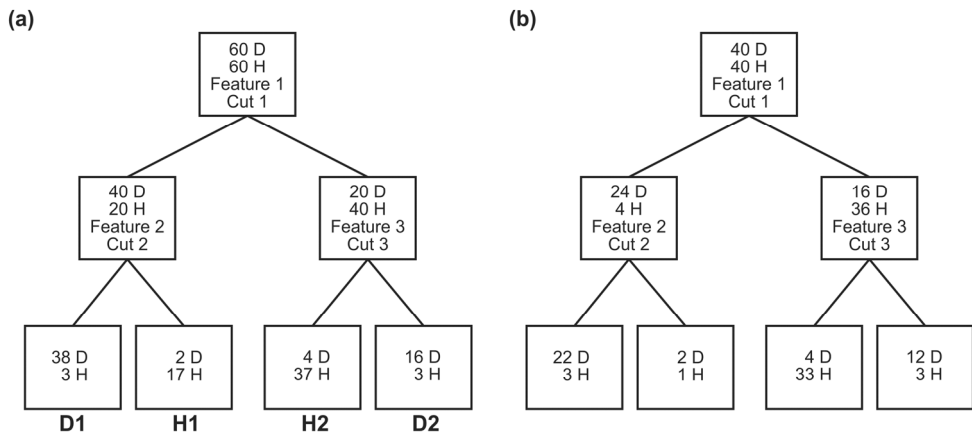 (a)
60 D
60 H
Feature 1
Cut 1
40 D
20 H
Feature 2
Cut 2
20 D
40 H
Feature 3
Cut 3
38 D
3 H
2 D
17 H
4 D
37 H
16 D
3 H
D1
H1
H2
D2
(b)
40 D
40 H
Feature 1
Cut 1
24 D
4 H
Feature 2
Cut 2
16 D
36 H
Feature 3
Cut 3
22 D
3 H
2 D
1 H
4 D
33 H
12 D
3 H